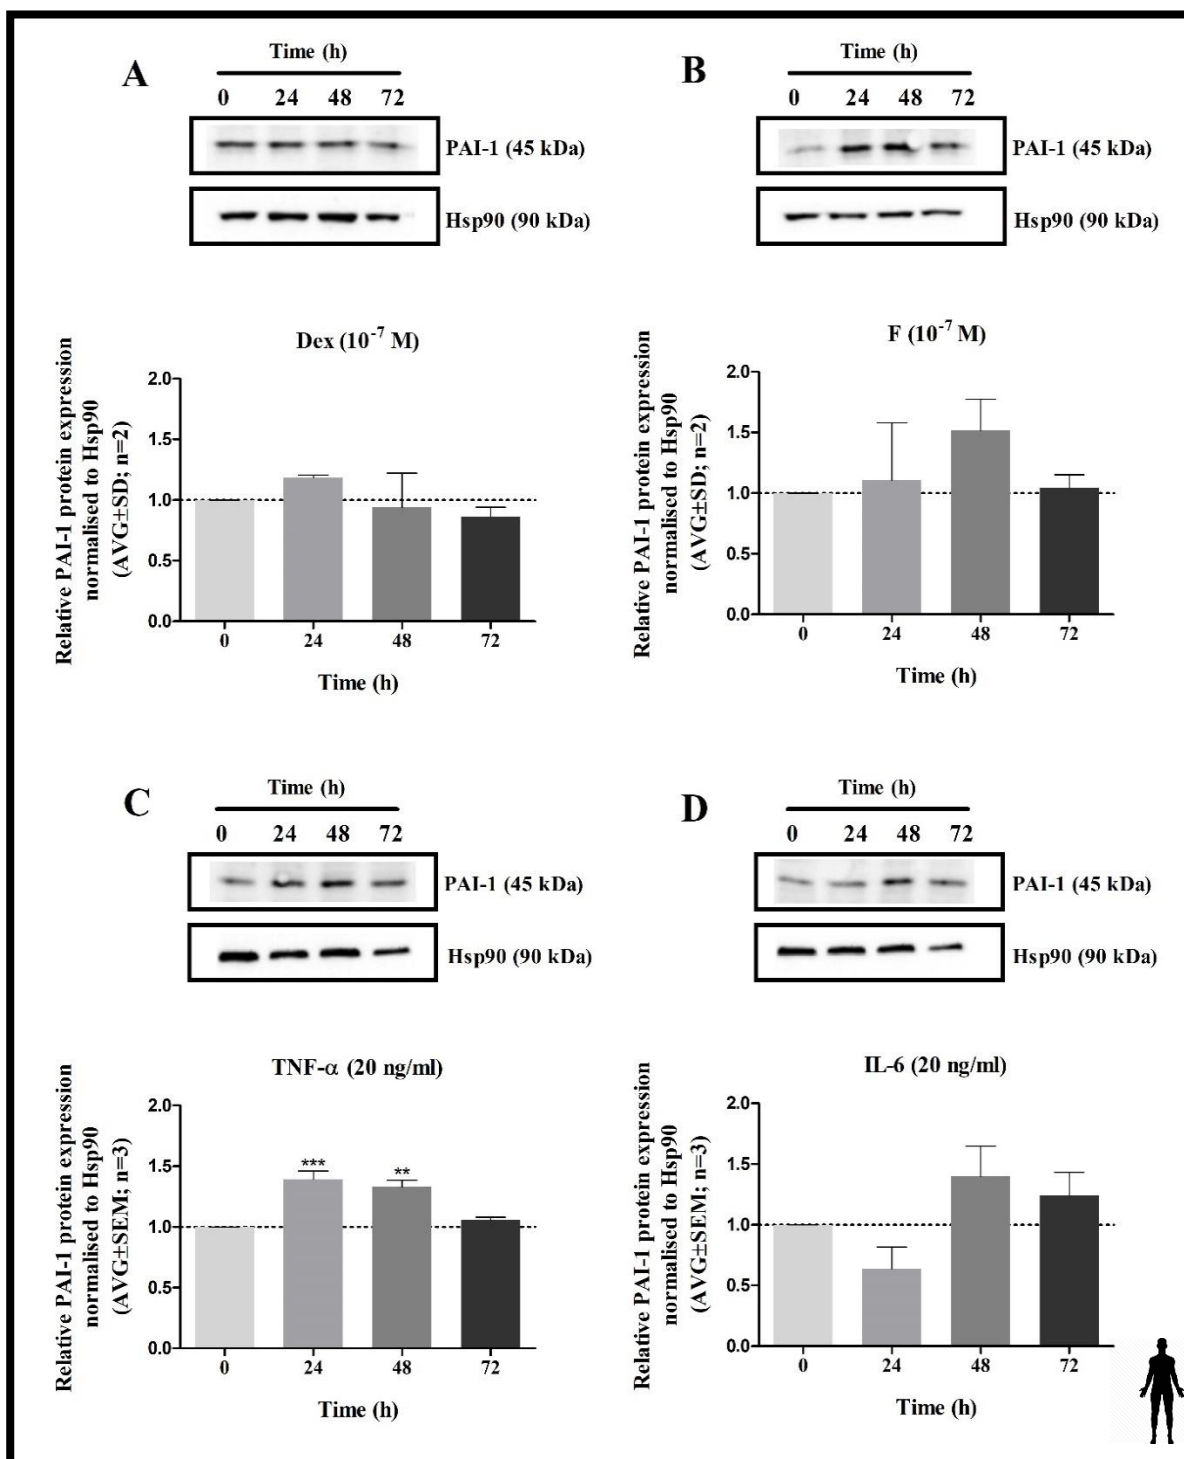 A
Time (h)
0 24 48 72
PAI-1 (45 kDa)
Hsp90 (90 kDa)
Dex (10⁻⁷ M)
Relative PAI-1 protein expression
normalised to Hsp90
(AVG±SD; n=2)
2.0
1.5
1.0
0.5
0.0
0 24 48 72
Time (h)
B
Time (h)
0 24 48 72
PAI-1 (45 kDa)
Hsp90 (90 kDa)
F (10⁻⁷ M)
Relative PAI-1 protein expression
normalised to Hsp90
(AVG±SD; n=2)
2.0
1.5
1.0
0.5
0.0
0 24 48 72
Time (h)
C
Time (h)
0 24 48 72
PAI-1 (45 kDa)
Hsp90 (90 kDa)
TNF-α (20 ng/ml)
Relative PAI-1 protein expression
normalised to Hsp90
(AVG±SEM; n=3)
2.0
1.5
1.0
0.5
0.0
*** **
0 24 48 72
Time (h)
D
Time (h)
0 24 48 72
PAI-1 (45 kDa)
Hsp90 (90 kDa)
IL-6 (20 ng/ml)
Relative PAI-1 protein expression
normalised to Hsp90
(AVG±SEM; n=3)
2.0
1.5
1.0
0.5
0.0
0 24 48 72
Time (h)